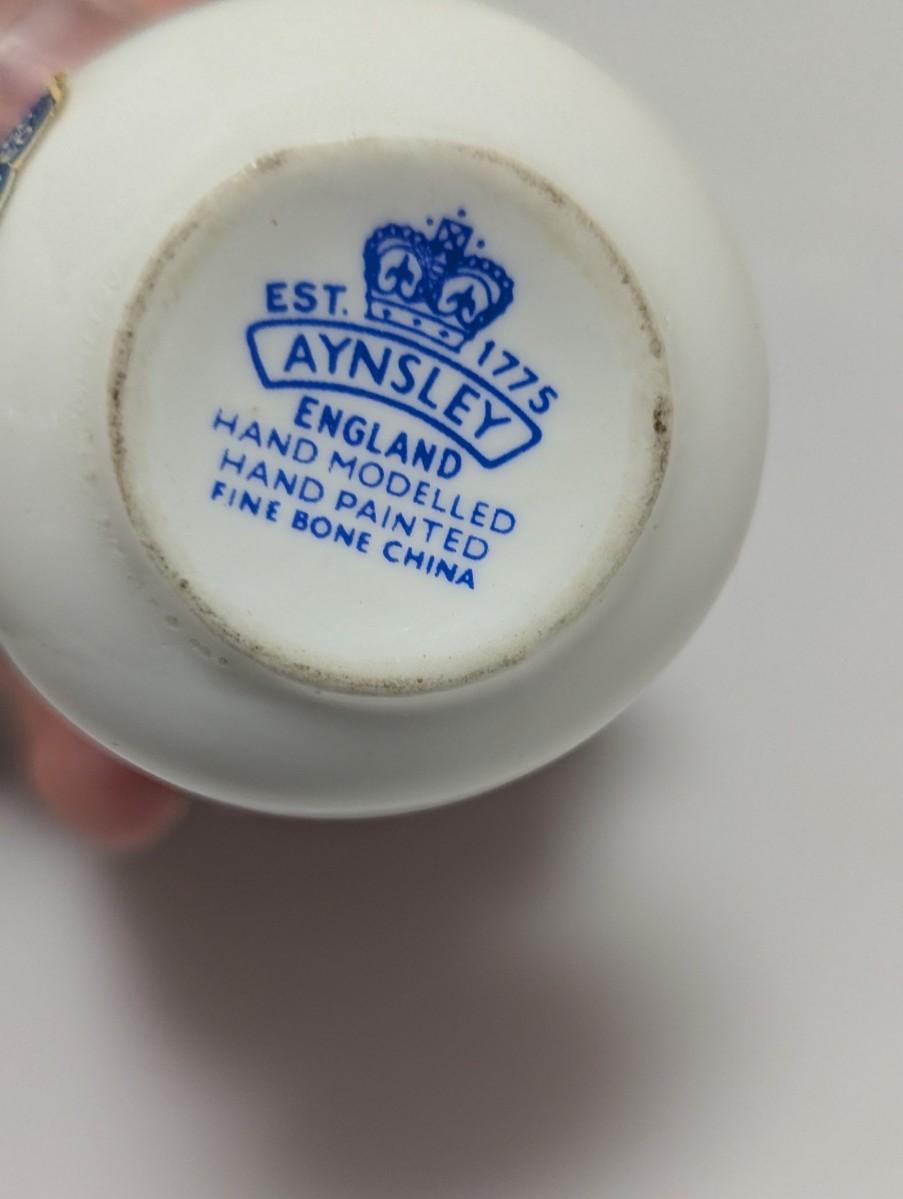 EST. 1775
AYNSLEY
ENGLAND
HAND MODELLED
HAND PAINTED
FINE BONE CHINA